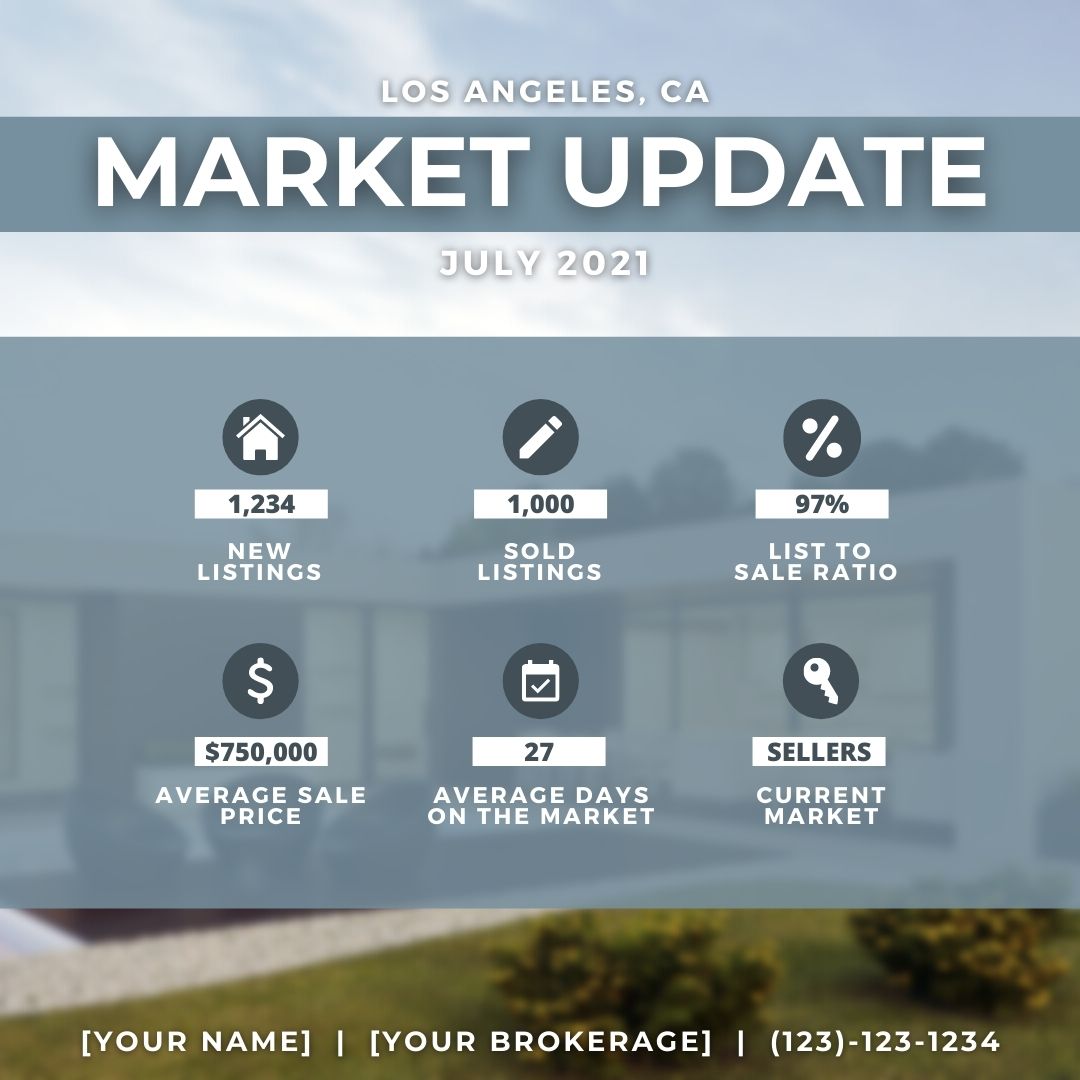 LOS ANGELES, CA
MARKET UPDATE
JULY 2021
1,234
NEW
LISTINGS
1,000
SOLD
LISTINGS
97%
LIST TO
SALE RATIO
$750,000
AVERAGE SALE
PRICE
27
AVERAGE DAYS
ON THE MARKET
SELLERS
CURRENT
MARKET
[YOUR NAME] | [YOUR BROKERAGE] | (123)-123-1234